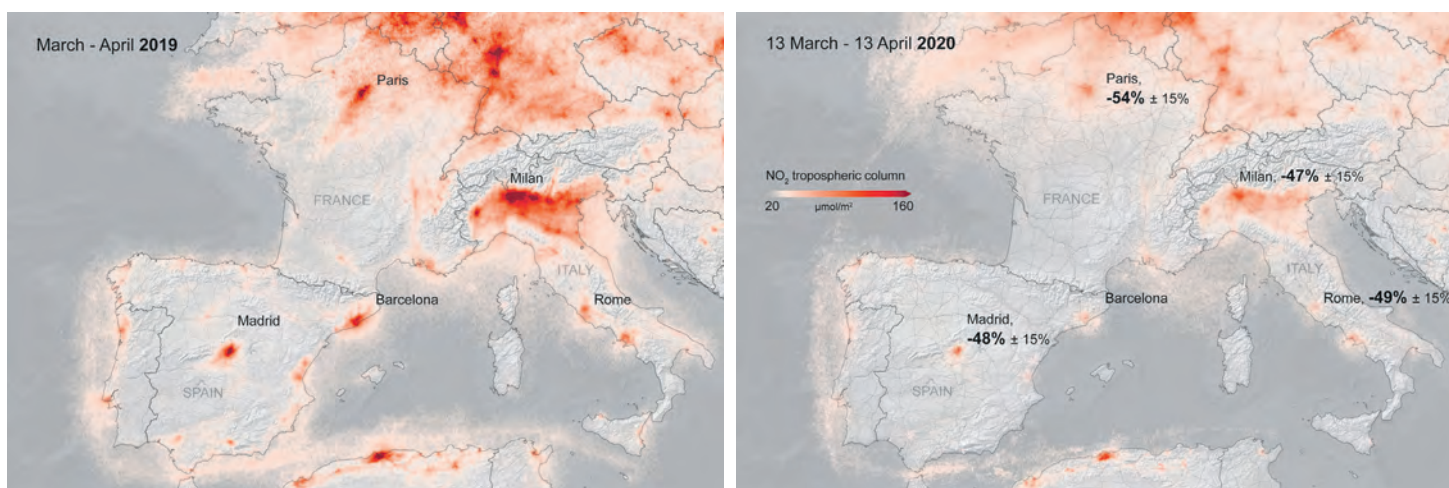 March - April 2019
Paris
Milan
FRANCE
ITALY
Barcelona
Rome
Madrid
SPAIN
13 March - 13 April 2020
Paris,
-54% ± 15%
NO₂ tropospheric column
20 µmol/m² 160
Milan, -47% ± 15%
FRANCE
ITALY
Barcelona
Rome, -49% ± 15%
Madrid,
-48% ± 15%
SPAIN